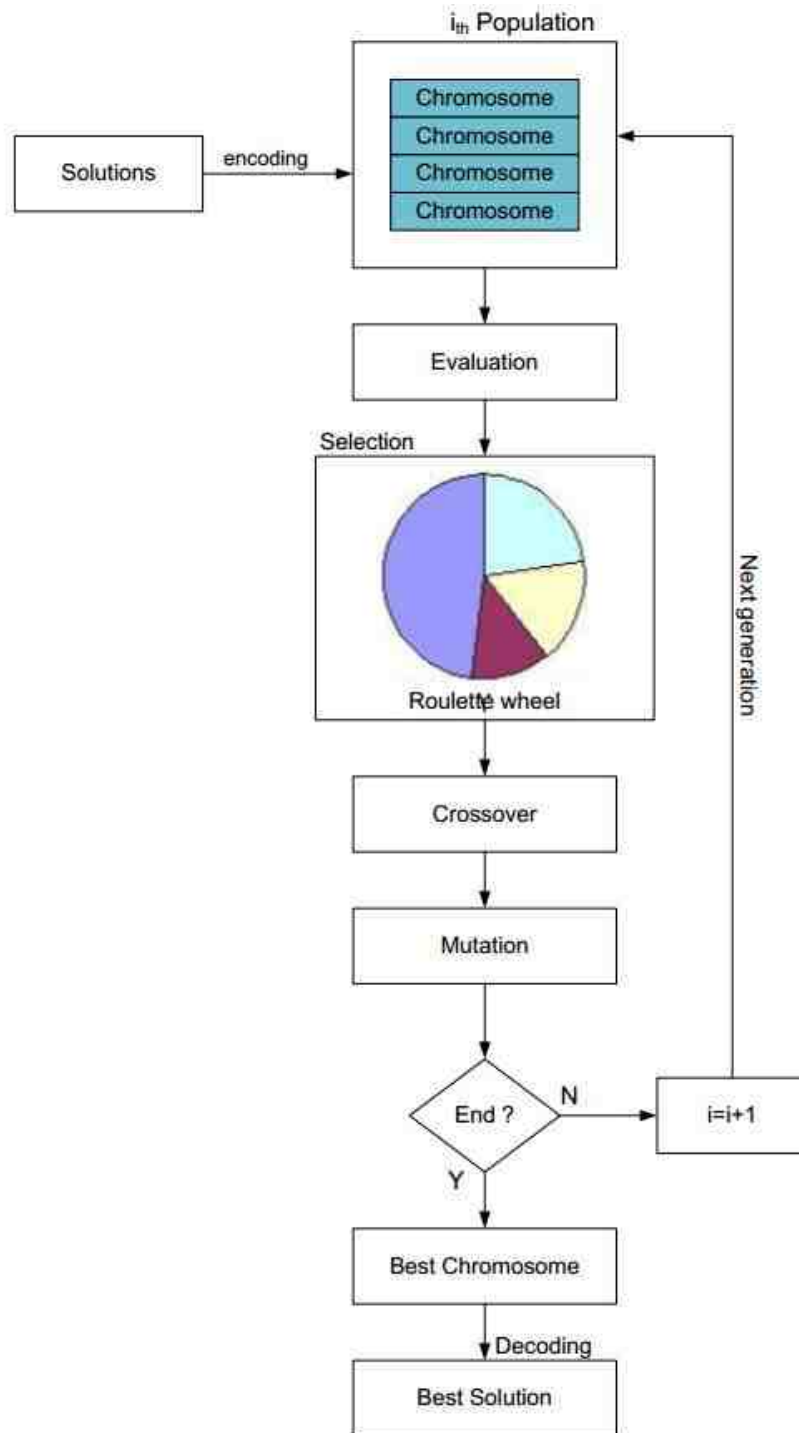 i_th Population
Chromosome
Chromosome
Chromosome
Chromosome
Solutions
encoding
Evaluation
Selection
Roulette wheel
Next generation
Crossover
Mutation
End ?
N
i=i+1
Y
Best Chromosome
Decoding
Best Solution